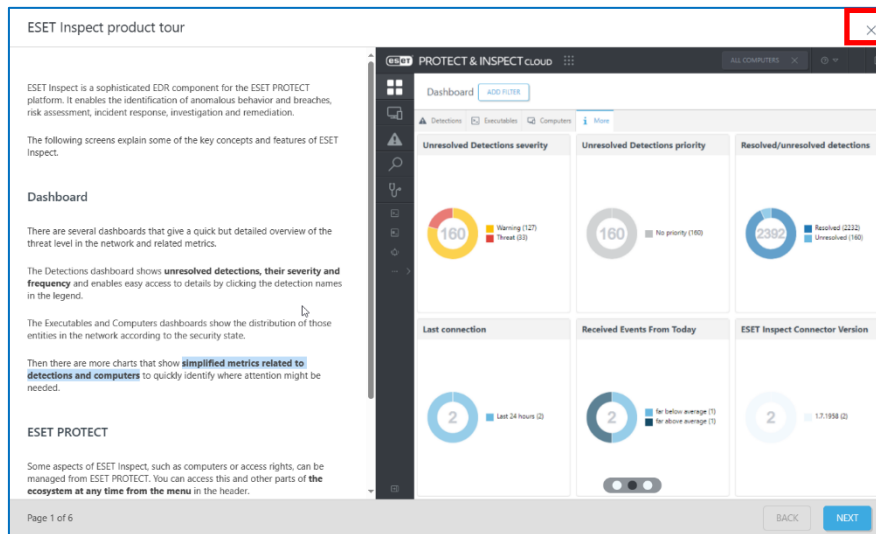 ESET Inspect product tour
ESET Inspect is a sophisticated EDR component for the ESET PROTECT
platform. It enables the identification of anomalous behavior and breaches,
risk assessment, incident response, investigation and remediation.
The following screens explain some of the key concepts and features of ESET
Inspect.
Dashboard
There are several dashboards that give a quick but detailed overview of the
threat level in the network and related metrics.
The Detections dashboard shows unresolved detections, their severity and
frequency and enables easy access to details by clicking the detection names
in the legend.
The Executables and Computers dashboards show the distribution of those
entities in the network according to the security state.
Then there are more charts that show simplified metrics related to
detections and computers to quickly identify where attention might be
needed.
ESET PROTECT
Some aspects of ESET Inspect, such as computers or access rights, can be
managed from ESET PROTECT. You can access this and other parts of the
ecosystem at any time from the menu in the header.
eset PROTECT & INSPECT CLOUD
ALL COMPUTERS
Dashboard ADD FILTER
Detections Executables Computers More
Unresolved Detections severity
160
Warning (127)
Threat (33)
Unresolved Detections priority
160
No priority (160)
Resolved/unresolved detections
2392
Resolved (2232)
Unresolved (160)
Last connection
2
Last 24 hours (2)
Received Events From Today
2
far below average (1)
far above average (1)
ESET Inspect Connector Version
2
1.7.1958 (2)
Page 1 of 6
BACK
NEXT